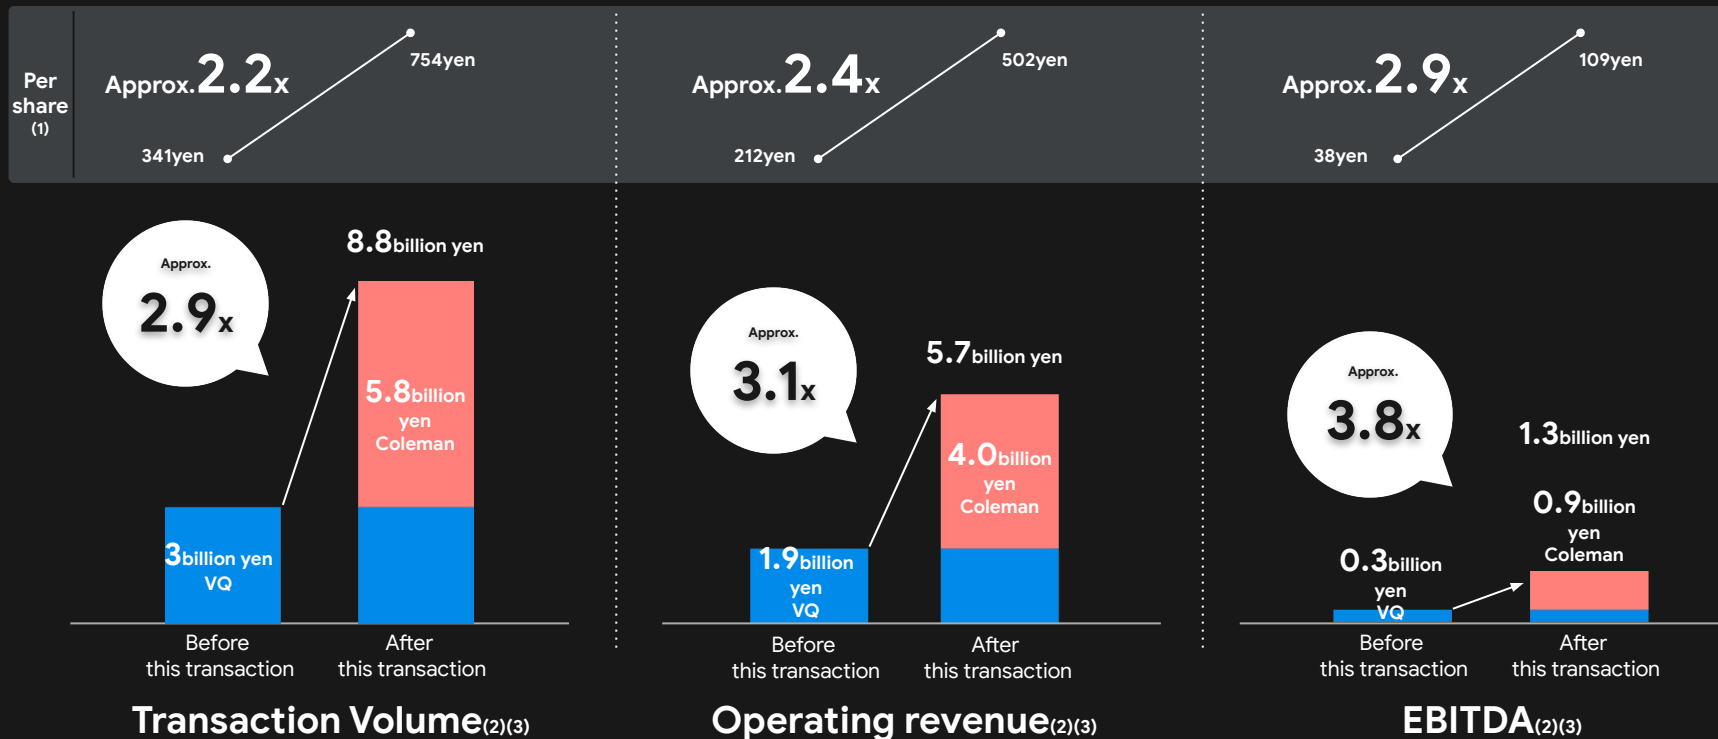 Per
share
(1)
Approx.2.2x
754yen
341yen
Approx.2.4x
502yen
212yen
Approx.2.9x
109yen
38yen
Approx.
2.9x
8.8billion yen
5.8billion
yen
Coleman
3billion yen
VQ
Before
this transaction
After
this transaction
Transaction Volume(2)(3)
Approx.
3.1x
5.7billion yen
4.0billion
yen
Coleman
1.9billion
yen
VQ
Before
this transaction
After
this transaction
Operating revenue(2)(3)
Approx.
3.8x
1.3billion yen
0.9billion
yen
Coleman
0.3billion
yen
VQ
Before
this transaction
After
this transaction
EBITDA(2)(3)